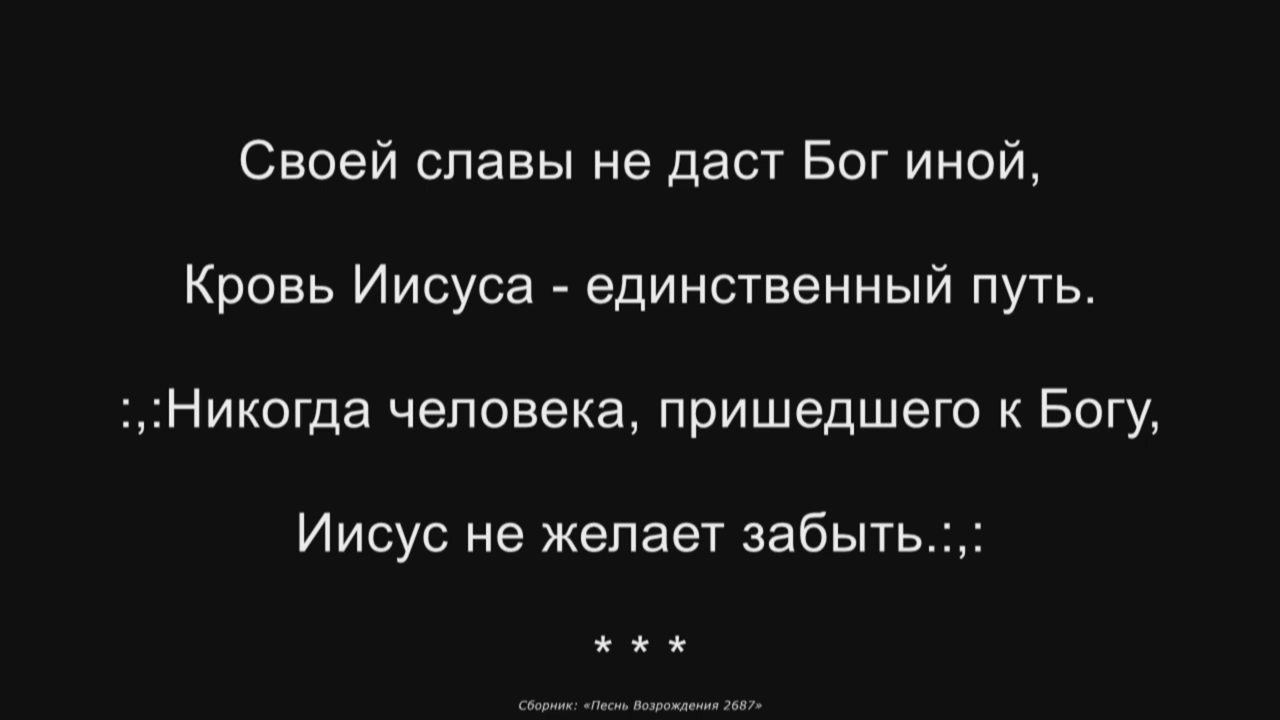 Своей славы не даст Бог иной,
Кровь Иисуса - единственный путь.
:,:Никогда человека, пришедшего к Богу,
Иисус не желает забыть.:,:
* * *
Сборник: «Песнь Возрождения 2687»